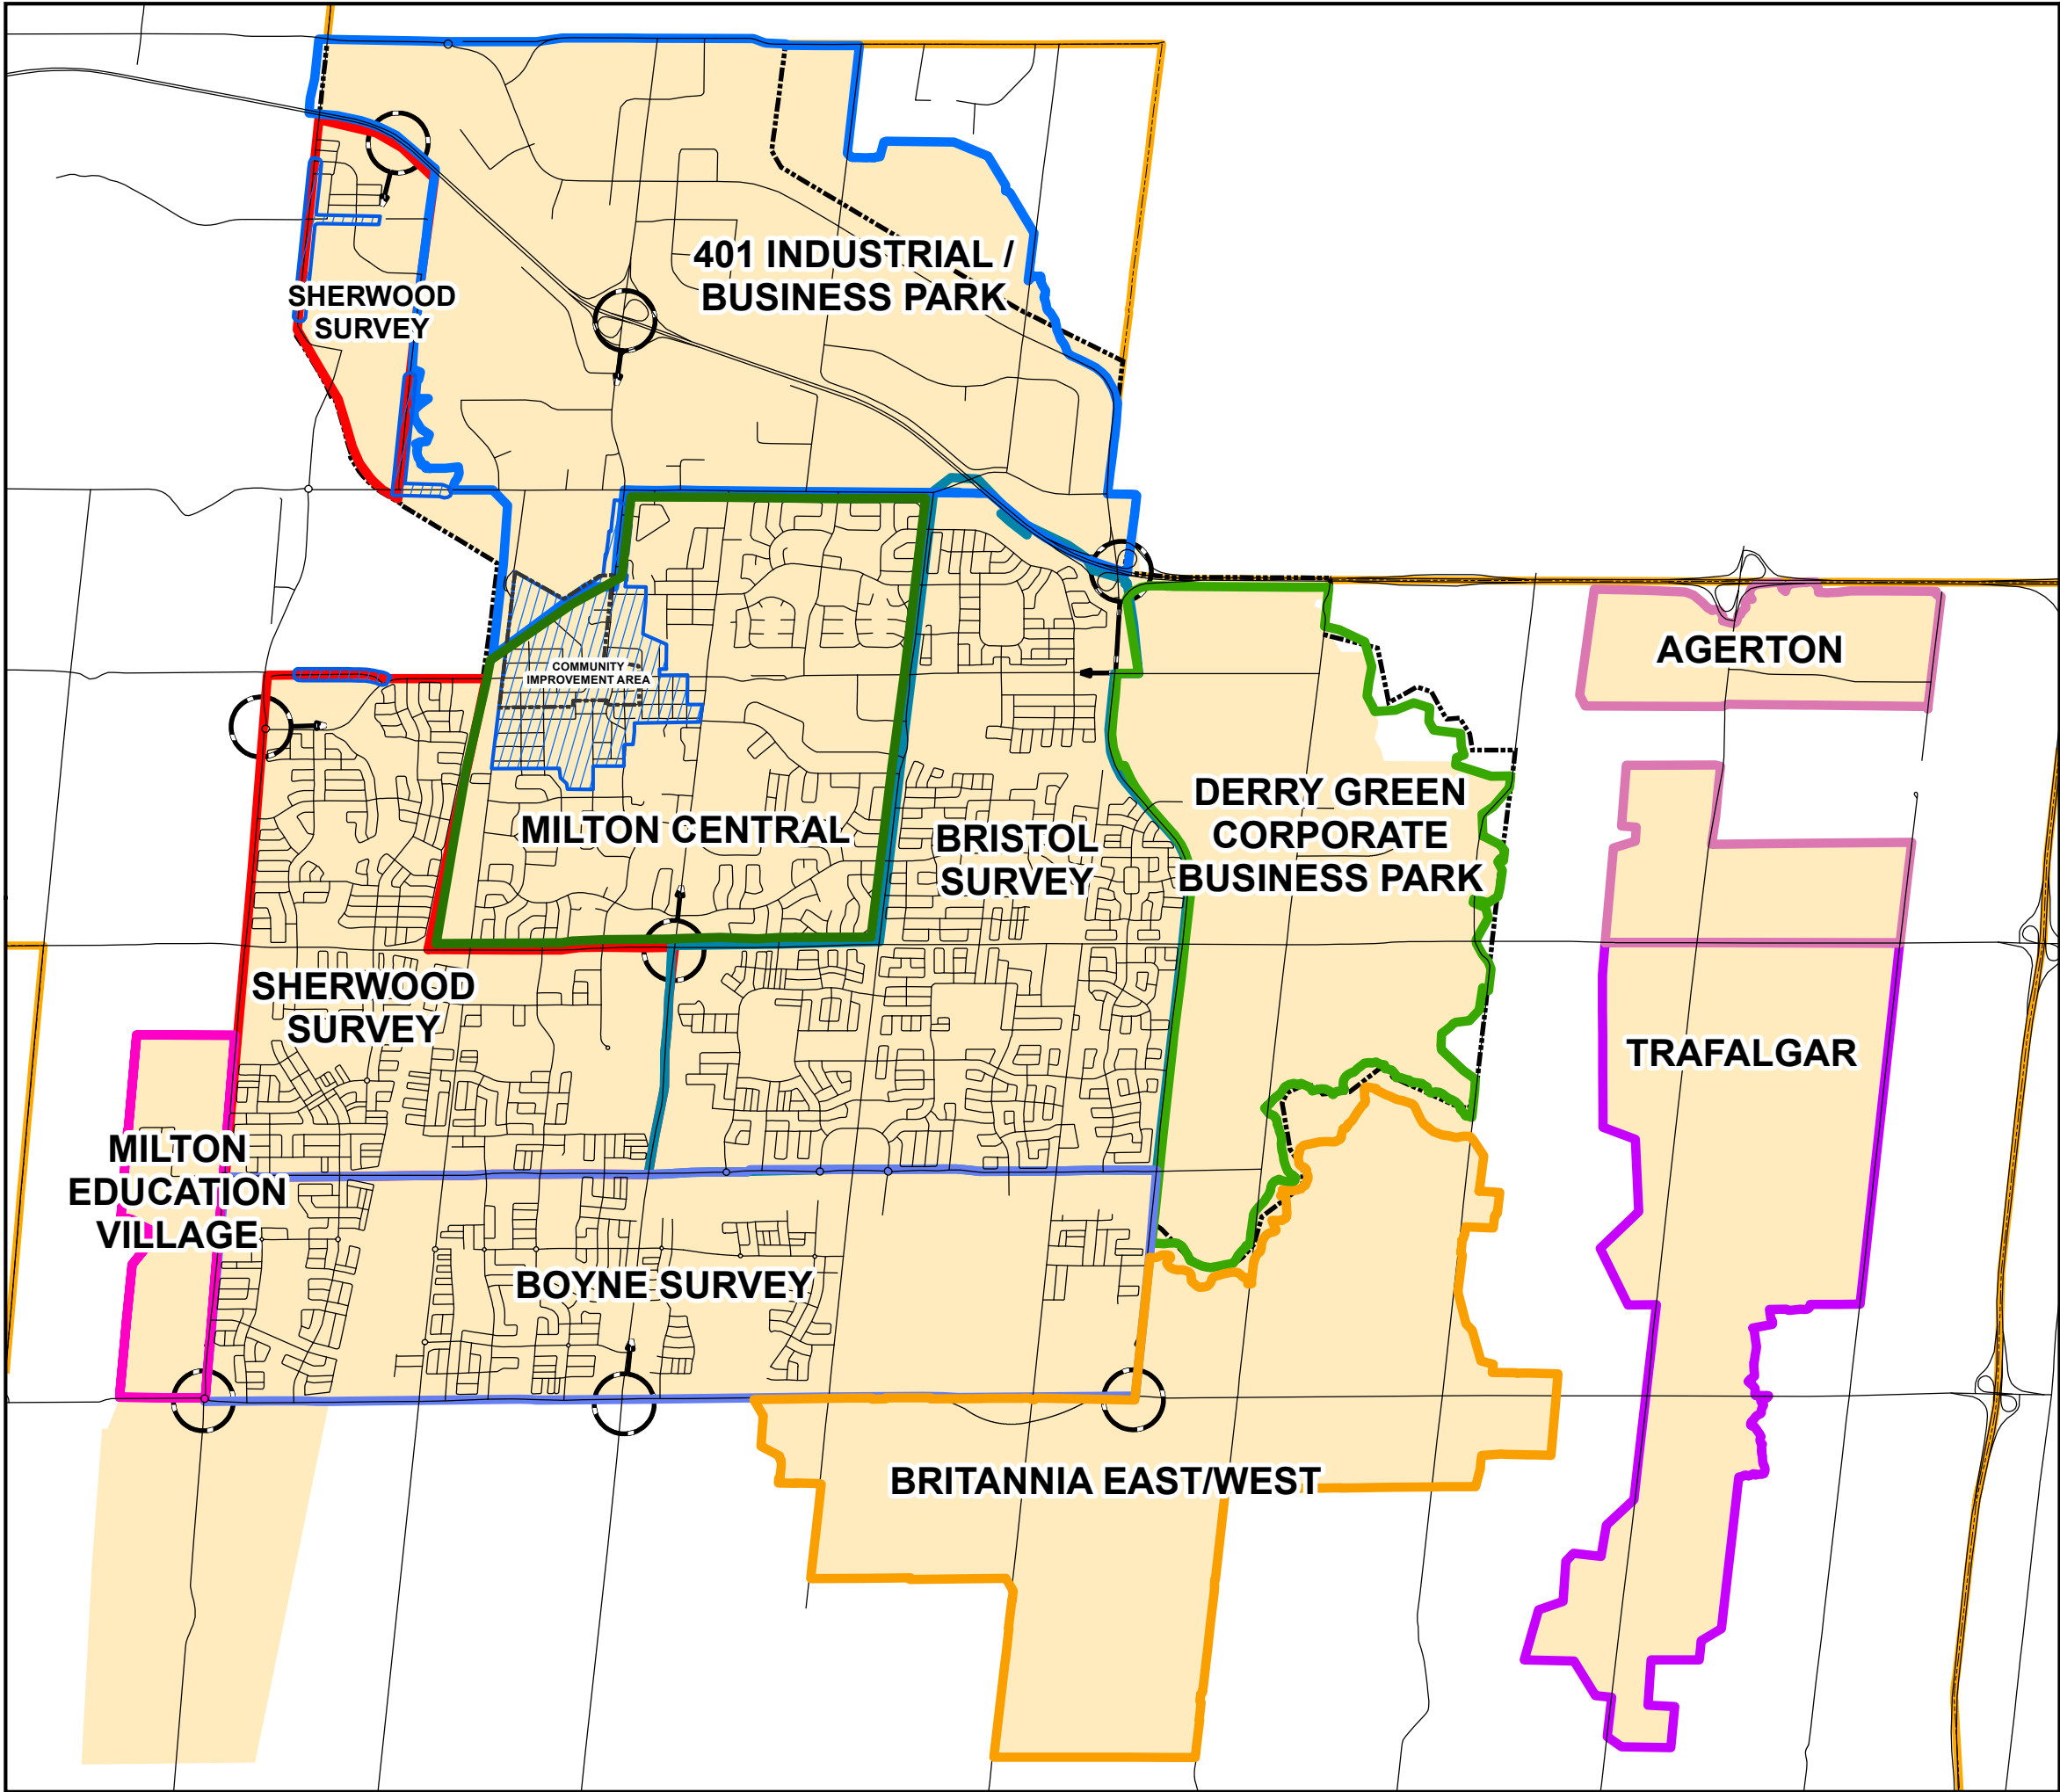 401 INDUSTRIAL /
BUSINESS PARK
SHERWOOD
SURVEY
AGERTON
COMMUNITY
IMPROVEMENT AREA
DERRY GREEN
CORPORATE
BUSINESS PARK
MILTON CENTRAL
BRISTOL
SURVEY
SHERWOOD
SURVEY
TRAFALGAR
MILTON
EDUCATION
VILLAGE
BOYNE SURVEY
BRITANNIA EAST/WEST